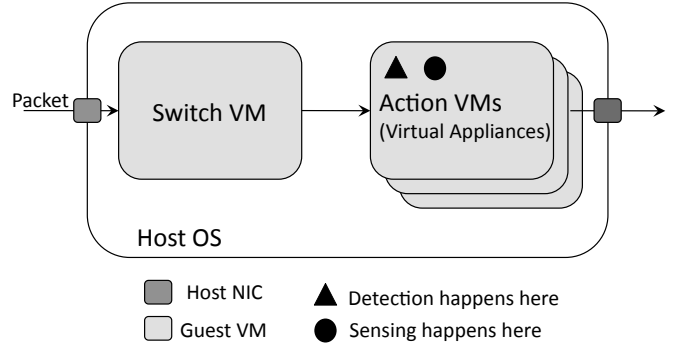 Packet
Switch VM
Action VMs
(Virtual Appliances)
Host OS
Host NIC
Detection happens here
Guest VM
Sensing happens here